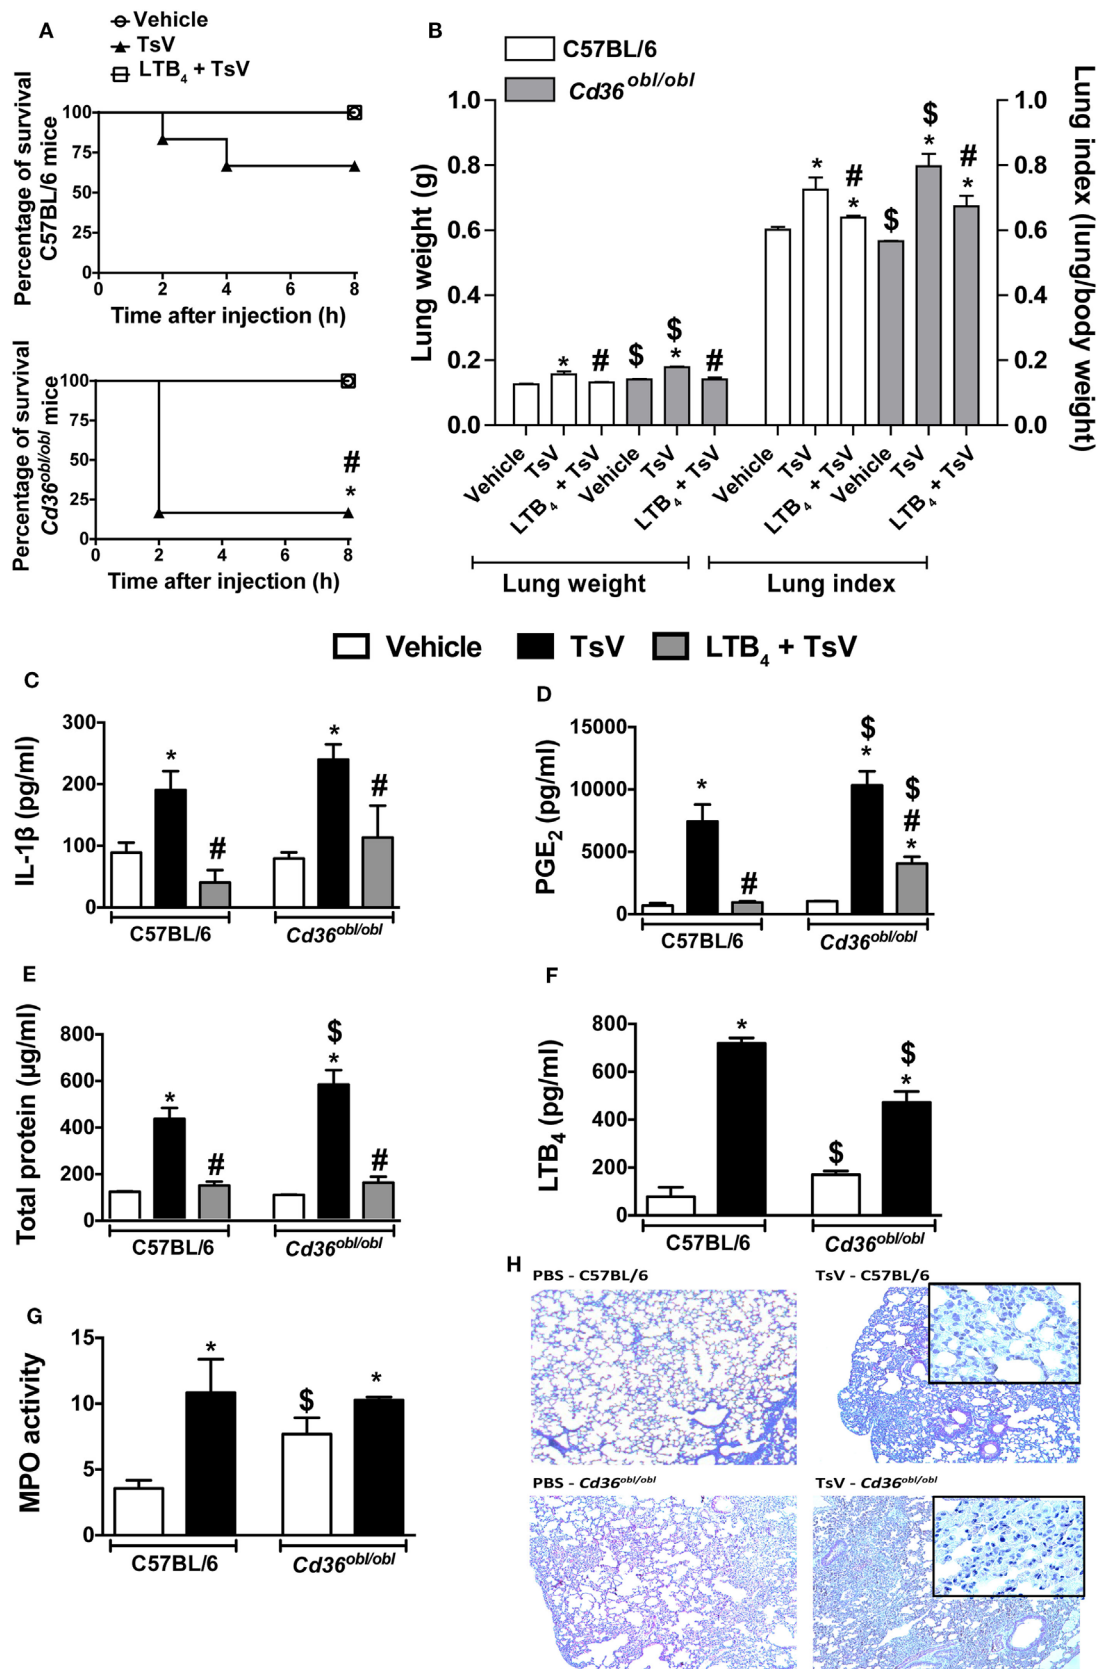 A
Vehicle
TsV
LTB4 + TsV
Percentage of survival
C57BL/6 mice
100
75
50
25
0
0 2 4 6 8
Time after injection (h)
Percentage of survival
Cd36obl/obl mice
100
75
50
25
0
#
*
0 2 4 6 8
Time after injection (h)
B
C57BL/6
Cd36obl/obl
Lung weight (g)
1.0
0.8
0.6
0.4
0.2
0.0
* # $ $ * #
* # * $ $ * # *
1.0
0.8
0.6
0.4
0.2
0.0
Lung index (lung/body weight)
Vehicle TsV LTB4 + TsV Vehicle TsV LTB4 + TsV
Vehicle TsV LTB4 + TsV Vehicle TsV LTB4 + TsV
Lung weight
Lung index
Vehicle TsV LTB4 + TsV
C
IL-1β (pg/ml)
300
200
100
0
* # * #
C57BL/6 Cd36obl/obl
D
PGE2 (pg/ml)
15000
10000
5000
0
* # $ * $ # *
C57BL/6 Cd36obl/obl
E
Total protein (µg/ml)
800
600
400
200
0
* # $ * #
C57BL/6 Cd36obl/obl
F
LTB4 (pg/ml)
800
600
400
200
0
* $ $ *
C57BL/6 Cd36obl/obl
G
MPO activity
15
10
5
0
* $ *
C57BL/6 Cd36obl/obl
H
PBS - C57BL/6
TsV - C57BL/6
PBS - Cd36obl/obl
TsV - Cd36obl/obl